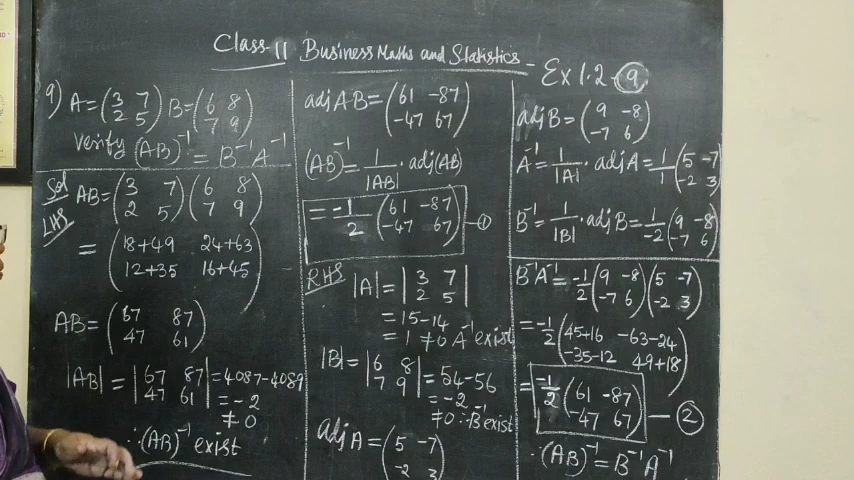 Class-11 Business Maths and Statistics - Ex 1.2-9
9) A = (3 7 2 5) B = (6 8 7 9)
verify (AB)⁻¹ = B⁻¹A⁻¹
Sol
LHS
AB = (3 7 2 5)(6 8 7 9)
= (18+49 24+63 12+35 16+45)
AB = (67 87 47 61)
|AB| = |67 87 47 61| = 4087-4089
= -2
≠0
∴ (AB)⁻¹ exist
adj AB = (61 -87 -47 67)
(AB)⁻¹ = 1/|AB| · adj(AB)
= -1/2 (61 -87 -47 67) — ①
RHS
|A| = |3 7 2 5|
= 15-14
= 1 ≠0 A⁻¹ exist
|B| = |6 8 7 9| = 54-56
= -2
≠0 ∴ B⁻¹ exist
adj A = (5 -7 -2 3)
adj B = (9 -8 -7 6)
A⁻¹ = 1/|A| · adj A = 1/1 (5 -7 -2 3)
B⁻¹ = 1/|B| · adj B = 1/-2 (9 -8 -7 6)
B⁻¹A⁻¹ = -1/2 (9 -8 -7 6)(5 -7 -2 3)
= -1/2 (45+16 -63-24 -35-12 49+18)
= -1/2 (61 -87 -47 67) — ②
∴ (AB)⁻¹ = B⁻¹A⁻¹